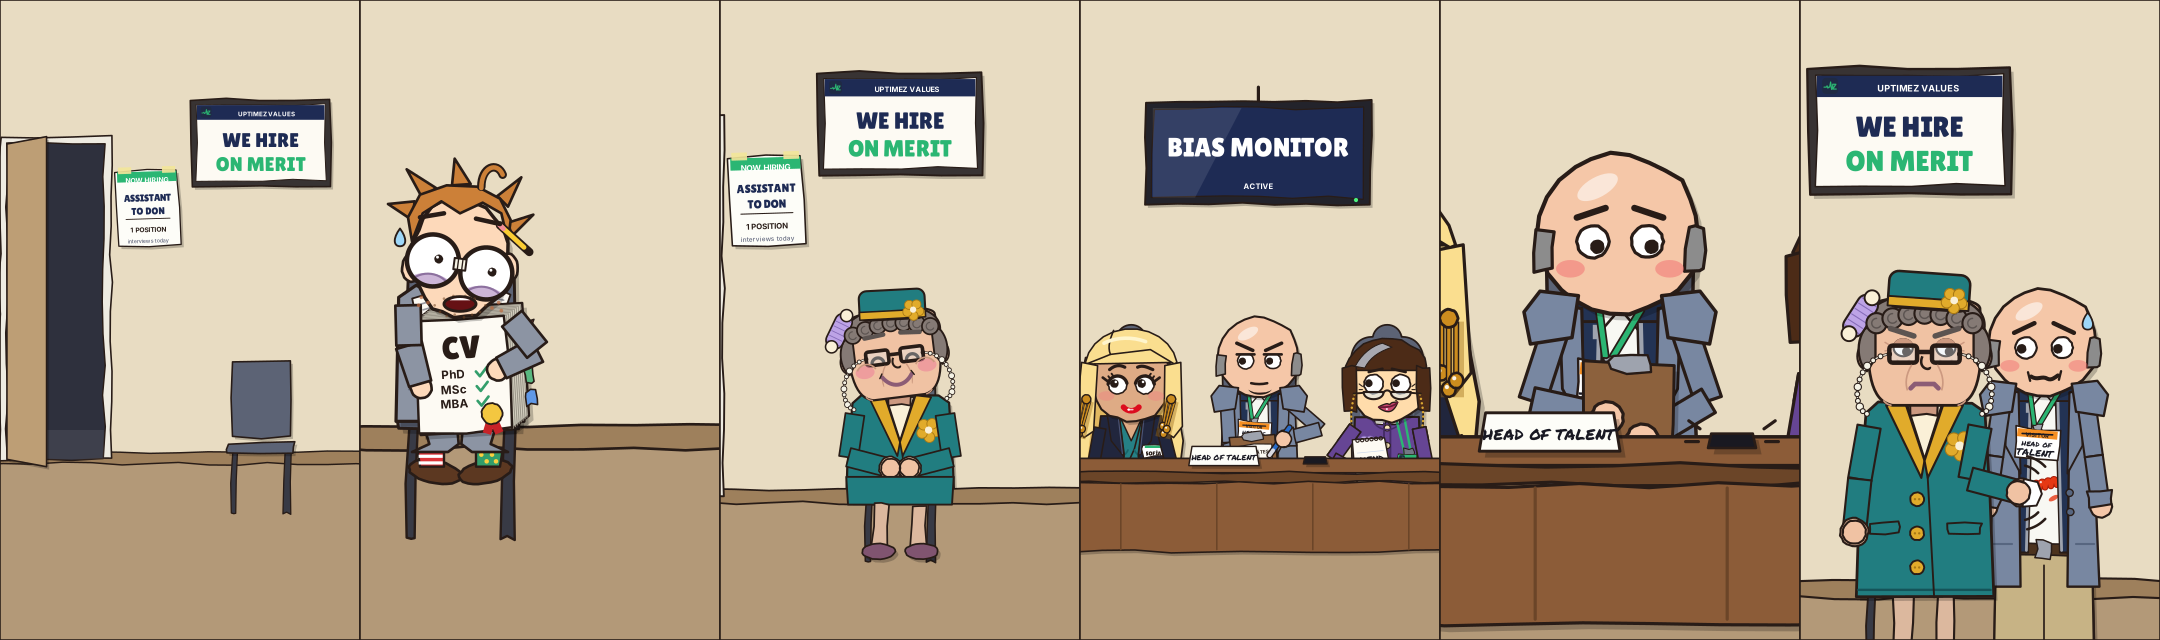 UPTIMEZ VALUES
WE HIRE
ON MERIT
NOW HIRING
ASSISTANT
TO DON
1 POSITION
interviews today
CV
PhD
MSc
MBA
UPTIMEZ VALUES
WE HIRE
ON MERIT
NOW HIRING
ASSISTANT
TO DON
1 POSITION
interviews today
BIAS MONITOR
ACTIVE
HEAD OF TALENT
HEAD OF TALENT
UPTIMEZ VALUES
WE HIRE
ON MERIT
HEAD OF
TALENT